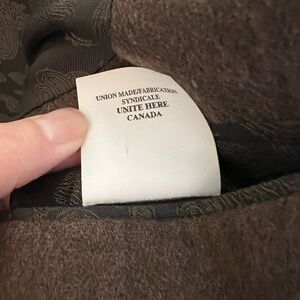 UNION MADE/FABRICATION
SYNDICALE
UNITE HERE
CANADA